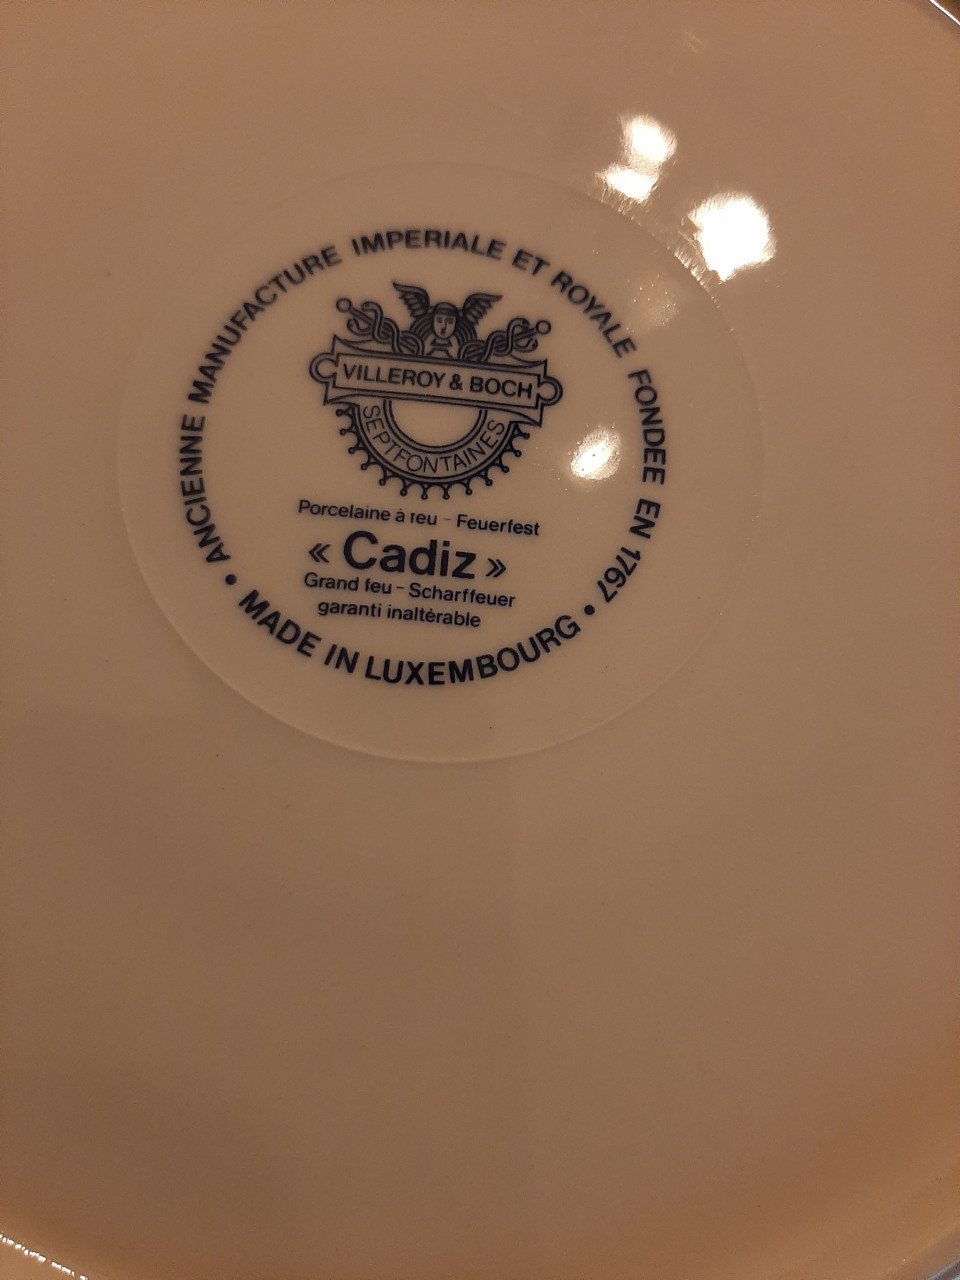 ANCIENNE MANUFACTURE IMPERIALE ET ROYALE FONDEE EN 1767
VILLEROY & BOCH
SEPTFONTAINES
Porcelaine à feu - Feuerfest
« Cadiz »
Grand feu - Scharffeuer
garanti inaltérable
• MADE IN LUXEMBOURG •